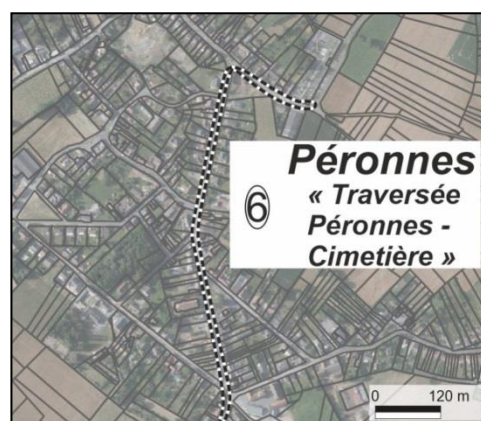 Péronnes
« Traversée
6
Péronnes -
Cimetière »
0 120 m